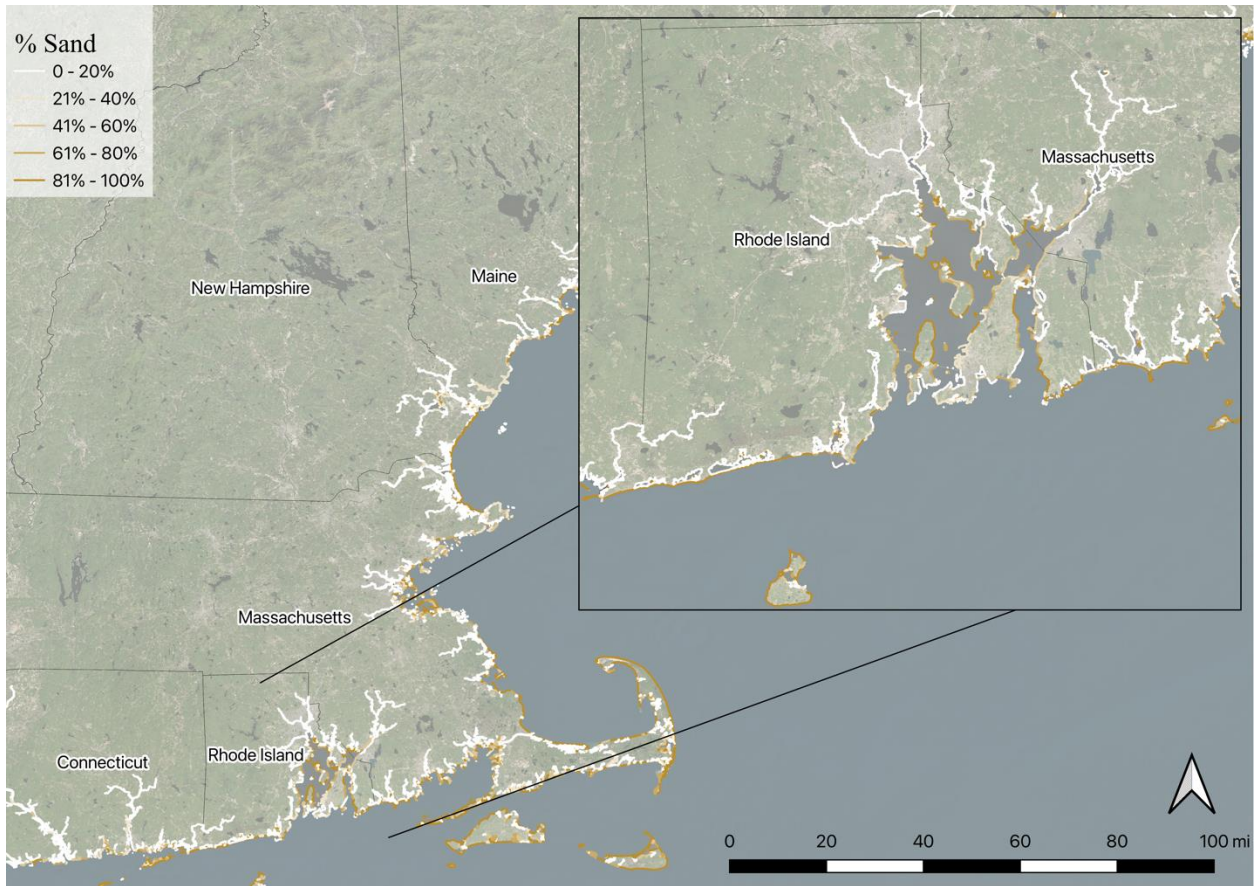 % Sand
0 - 20%
21% - 40%
41% - 60%
61% - 80%
81% - 100%
Massachusetts
Rhode Island
New Hampshire
Maine
Massachusetts
Rhode Island
Connecticut
0 20 40 60 80 100 mi